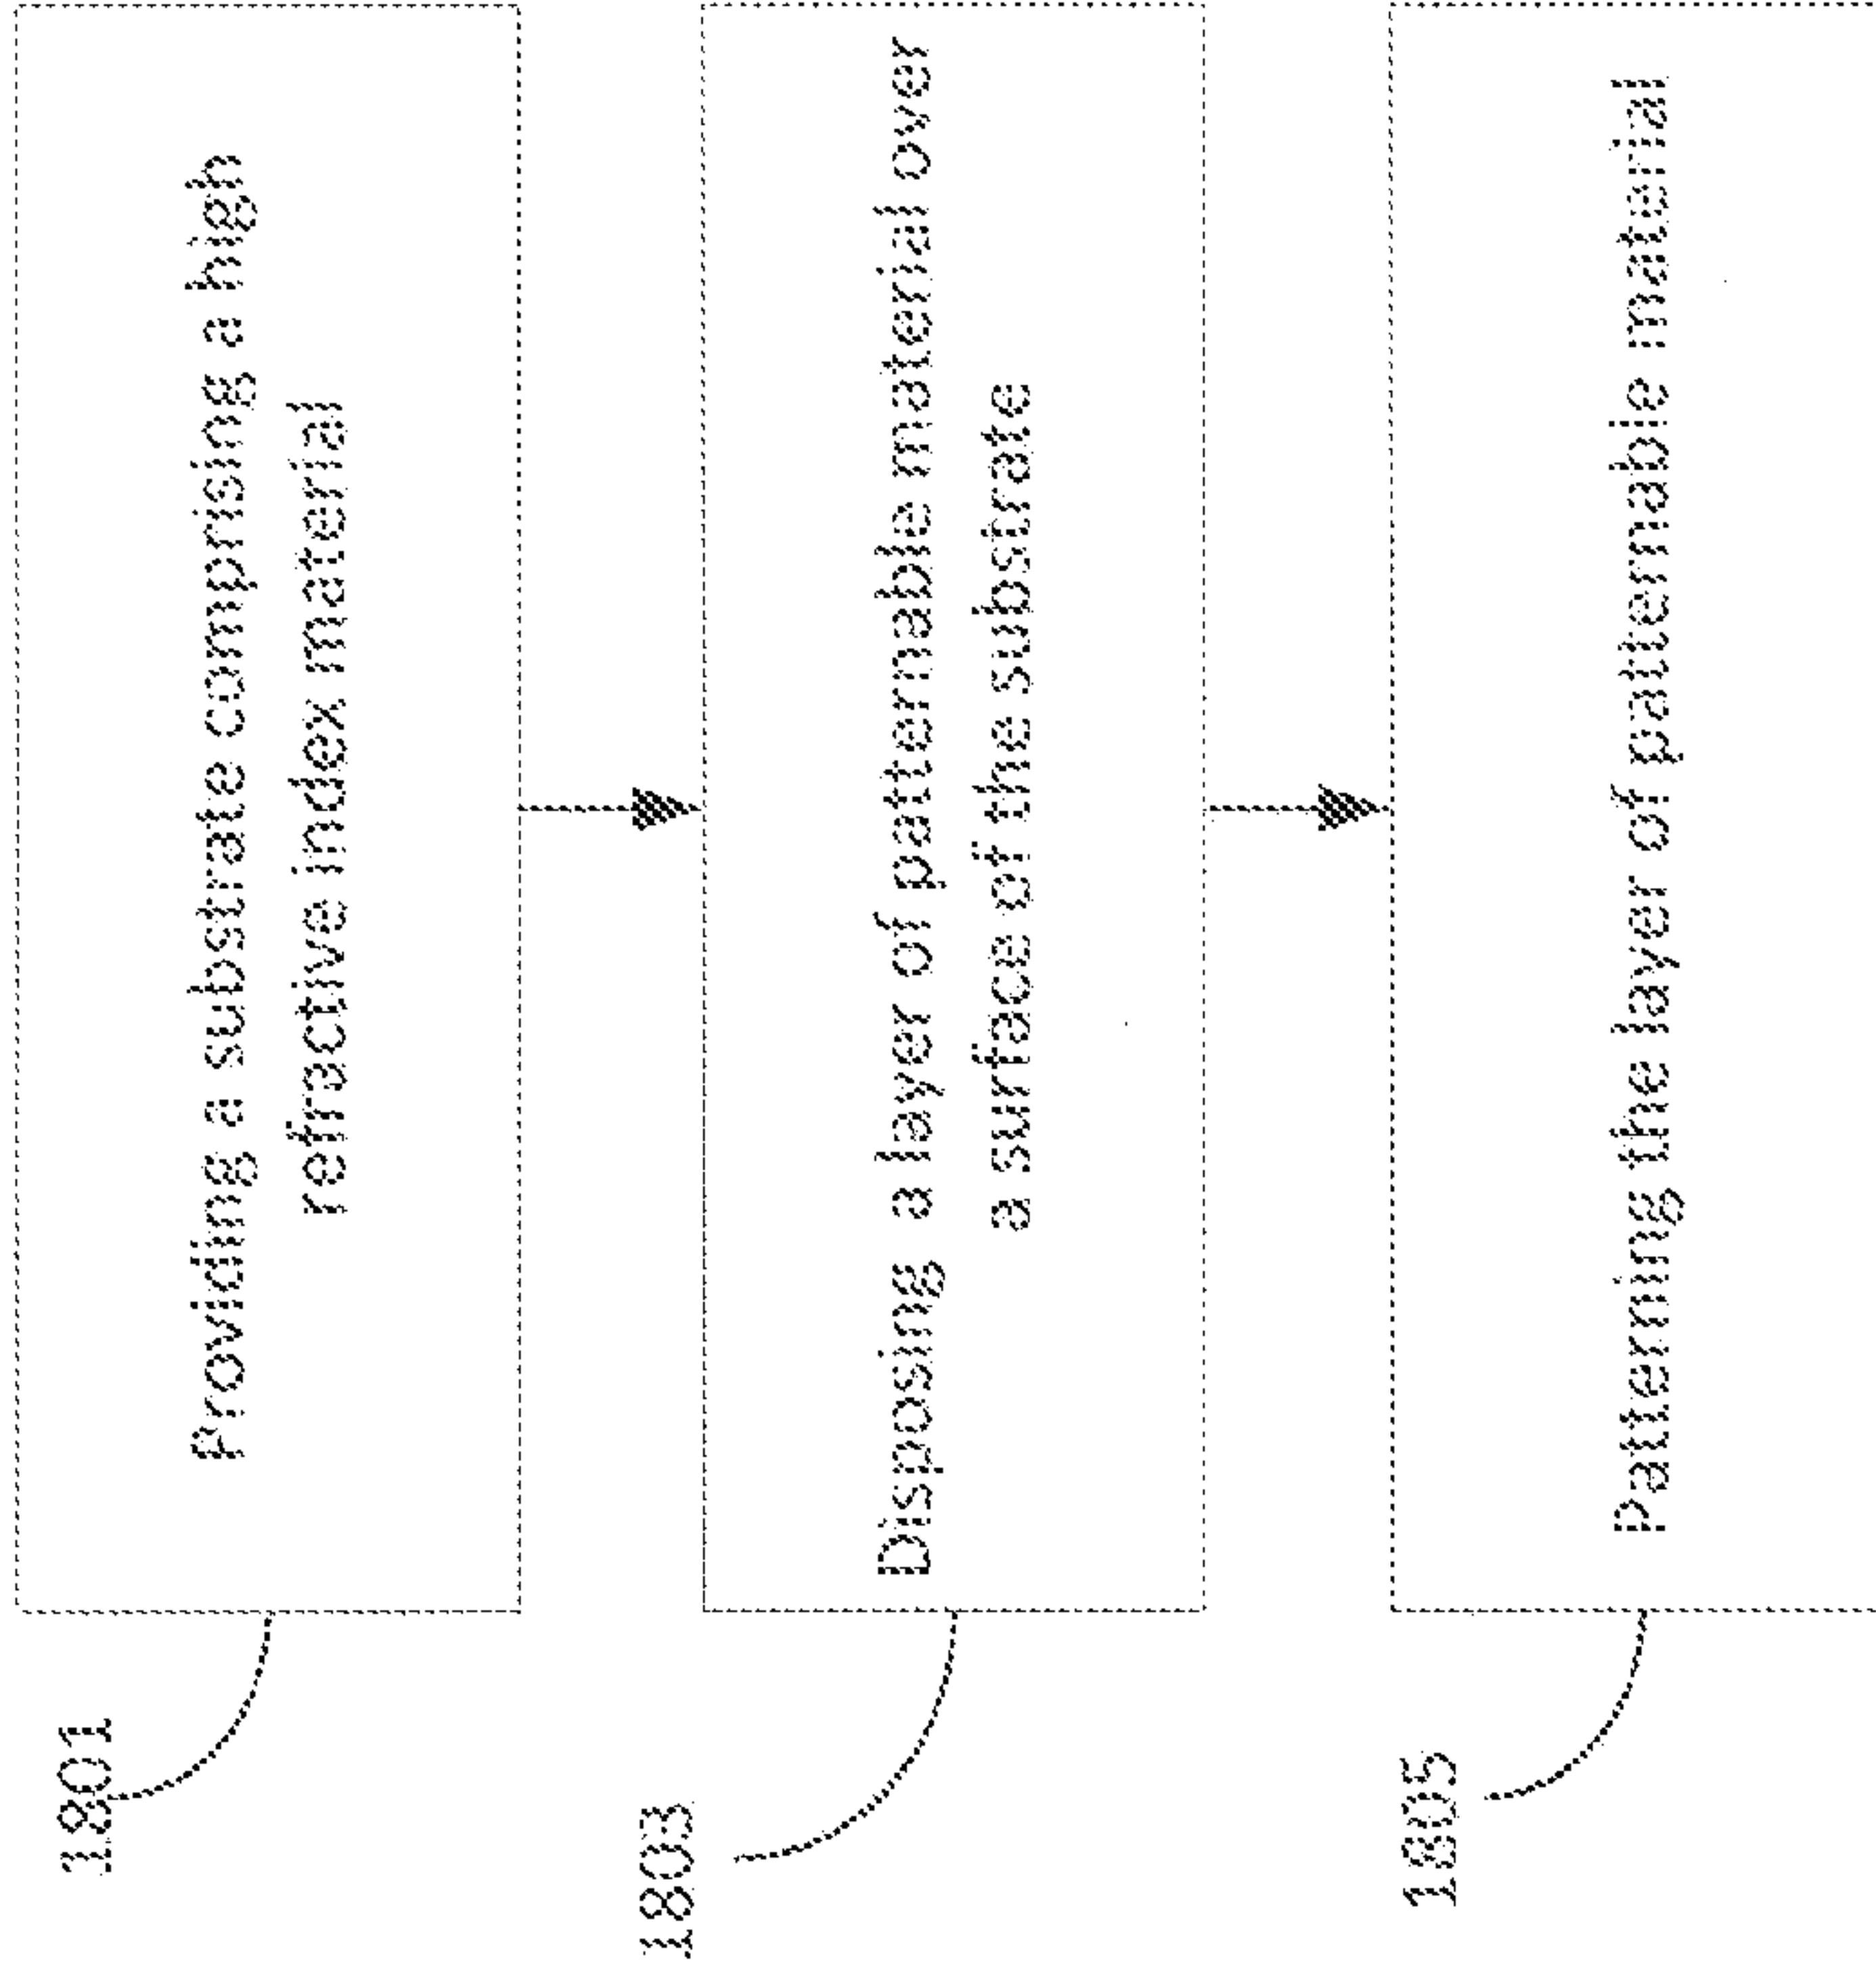 1801
Providing a substrate comprising a high
refractive index material
1803
Disposing a layer of patternable material over
a surface of the substrate
1805
Patterning the layer of patternable material